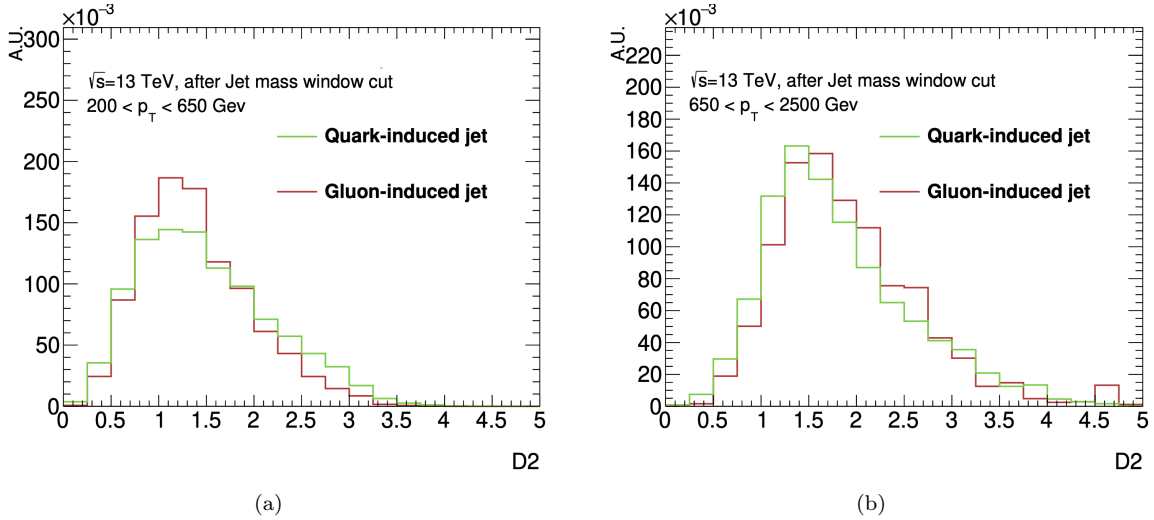 ×10⁻³
A.U.
300
250
200
150
100
50
0
√s=13 TeV, after Jet mass window cut
200 < p_T < 650 Gev
Quark-induced jet
Gluon-induced jet
0 0.5 1 1.5 2 2.5 3 3.5 4 4.5 5
D2
(a)
×10⁻³
A.U.
220
200
180
160
140
120
100
80
60
40
20
0
√s=13 TeV, after Jet mass window cut
650 < p_T < 2500 Gev
Quark-induced jet
Gluon-induced jet
0 0.5 1 1.5 2 2.5 3 3.5 4 4.5 5
D2
(b)